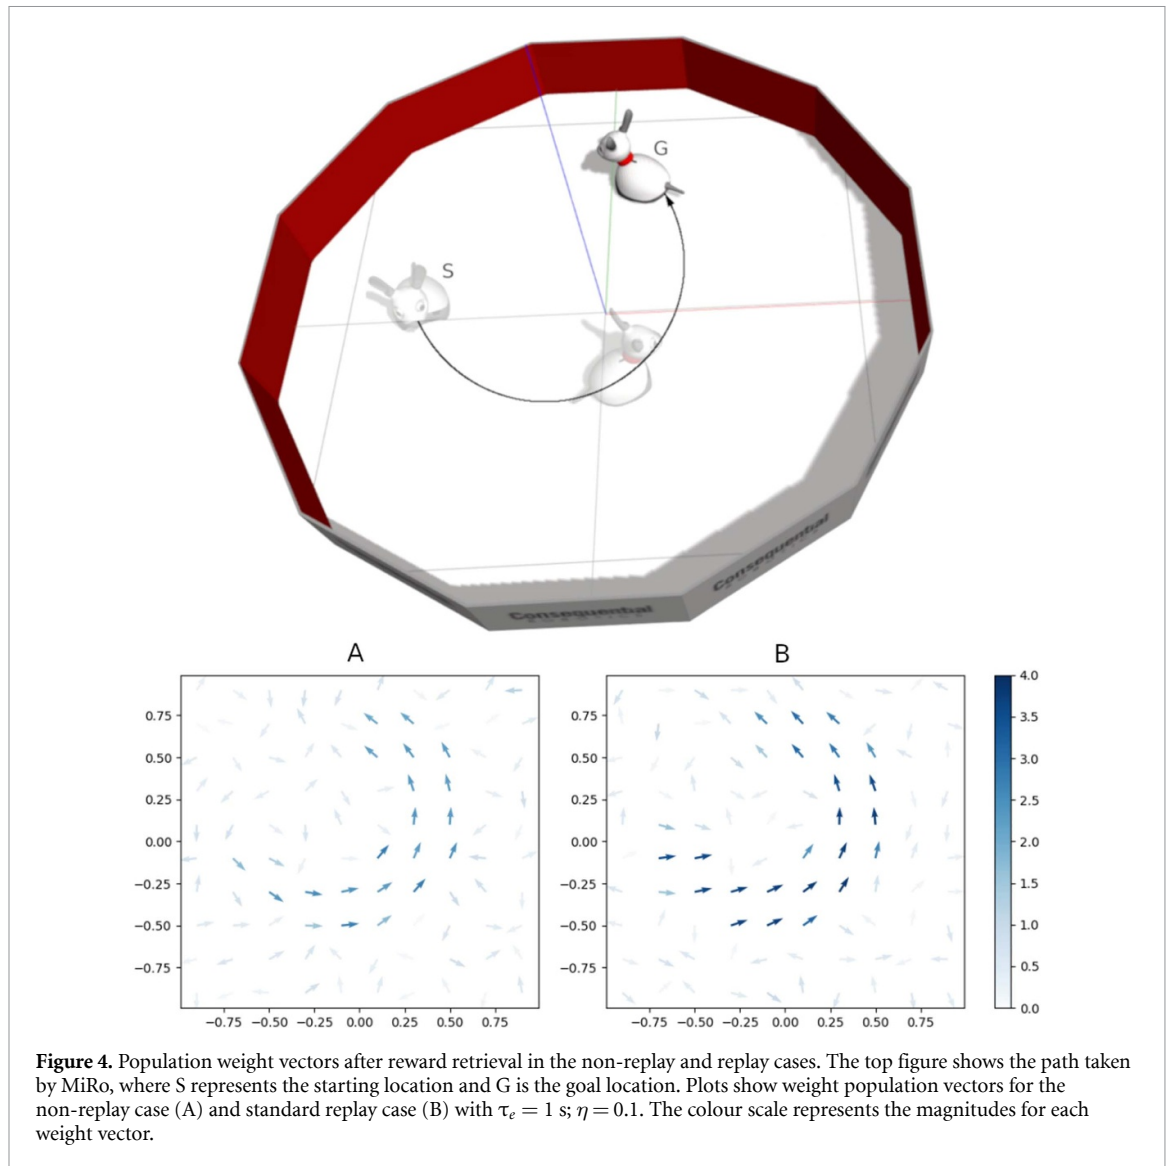 G
S
Consequential
Consequential
A
B
0.75
0.50
0.25
0.00
−0.25
−0.50
−0.75
−0.75 −0.50 −0.25 0.00 0.25 0.50 0.75
0.75
0.50
0.25
0.00
−0.25
−0.50
−0.75
−0.75 −0.50 −0.25 0.00 0.25 0.50 0.75
4.0
3.5
3.0
2.5
2.0
1.5
1.0
0.5
0.0
Figure 4. Population weight vectors after reward retrieval in the non-replay and replay cases. The top figure shows the path taken
by MiRo, where S represents the starting location and G is the goal location. Plots show weight population vectors for the
non-replay case (A) and standard replay case (B) with τₑ = 1 s; η = 0.1. The colour scale represents the magnitudes for each
weight vector.